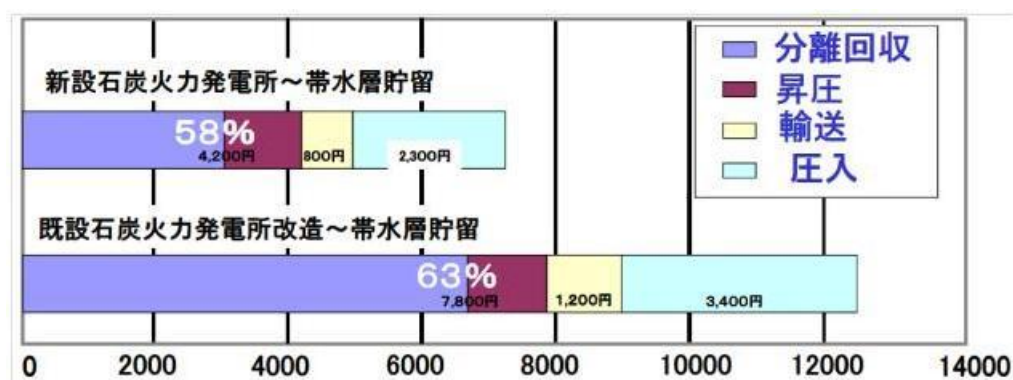 分離回収
昇圧
輸送
圧入
新設石炭火力発電所～帯水層貯留
58%
4,200円 800円 2,300円
既設石炭火力発電所改造～帯水層貯留
63%
7,800円 1,200円 3,400円
0 2000 4000 6000 8000 10000 12000 14000